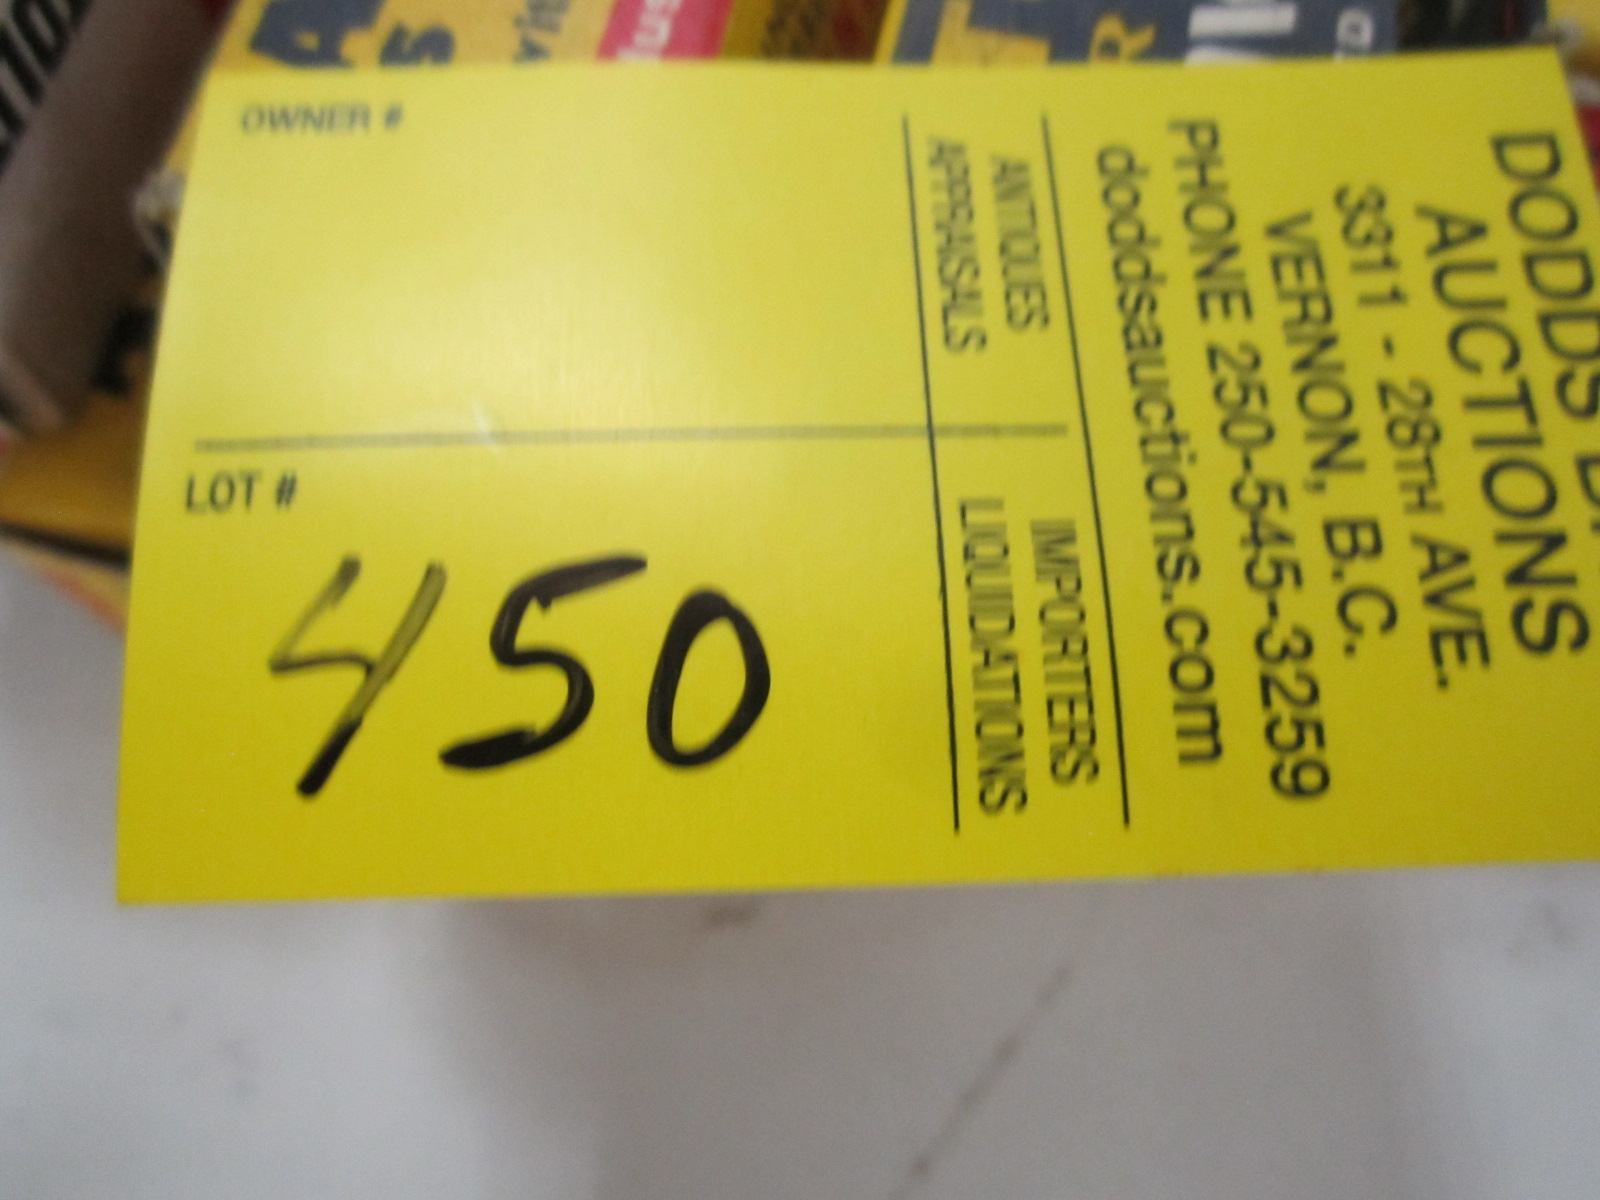 OWNER #
LOT #
450
DODDS
AUCTIONS
3311 - 28TH AVE.
VERNON, B.C.
PHONE 250-545-3259
doddsauctions.com
ANTIQUES
APPRAISALS
IMPORTERS
LIQUIDATIONS